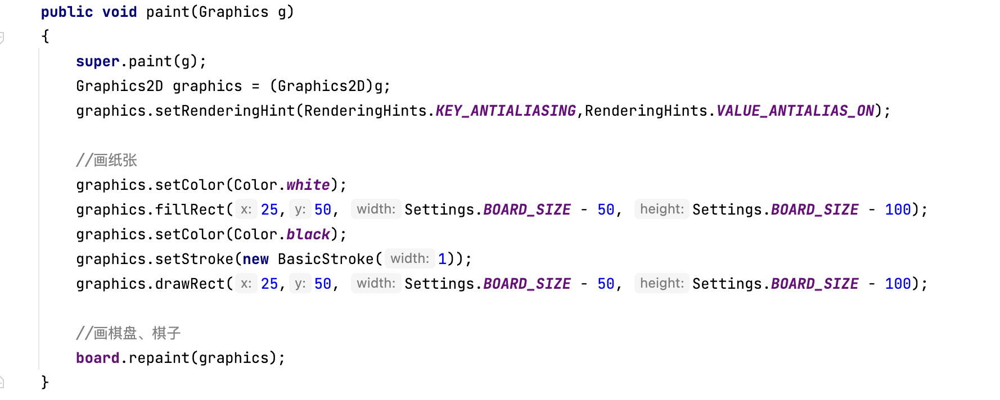 public void paint(Graphics g)
{
super.paint(g);
Graphics2D graphics = (Graphics2D)g;
graphics.setRenderingHint(RenderingHints.KEY_ANTIALIASING,RenderingHints.VALUE_ANTIALIAS_ON);
//画纸张
graphics.setColor(Color.white);
graphics.fillRect( x: 25, y: 50, width: Settings.BOARD_SIZE - 50, height: Settings.BOARD_SIZE - 100);
graphics.setColor(Color.black);
graphics.setStroke(new BasicStroke( width: 1));
graphics.drawRect( x: 25, y: 50, width: Settings.BOARD_SIZE - 50, height: Settings.BOARD_SIZE - 100);
//画棋盘、棋子
board.repaint(graphics);
}